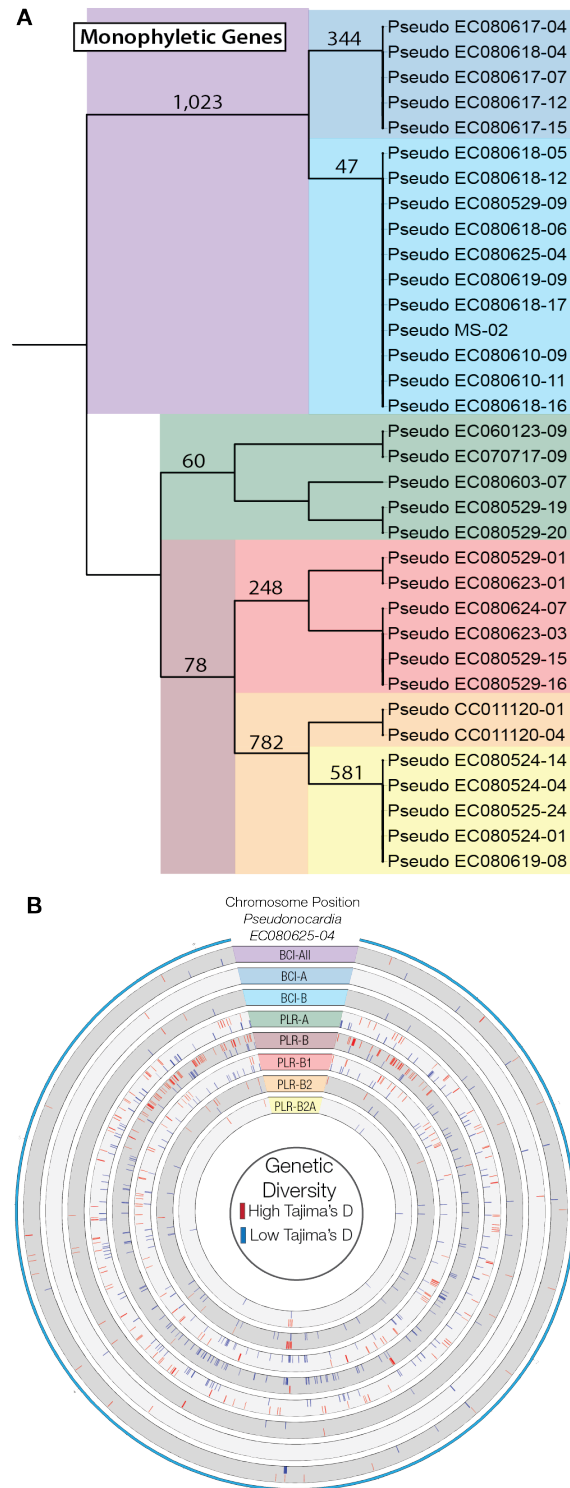 A
Monophyletic Genes
344
1,023
47
60
248
78
782
581
Pseudo EC080617-04
Pseudo EC080618-04
Pseudo EC080617-07
Pseudo EC080617-12
Pseudo EC080617-15
Pseudo EC080618-05
Pseudo EC080618-12
Pseudo EC080529-09
Pseudo EC080618-06
Pseudo EC080625-04
Pseudo EC080619-09
Pseudo EC080618-17
Pseudo MS-02
Pseudo EC080610-09
Pseudo EC080610-11
Pseudo EC080618-16
Pseudo EC060123-09
Pseudo EC070717-09
Pseudo EC080603-07
Pseudo EC080529-19
Pseudo EC080529-20
Pseudo EC080529-01
Pseudo EC080623-01
Pseudo EC080624-07
Pseudo EC080623-03
Pseudo EC080529-15
Pseudo EC080529-16
Pseudo CC011120-01
Pseudo CC011120-04
Pseudo EC080524-14
Pseudo EC080524-04
Pseudo EC080525-24
Pseudo EC080524-01
Pseudo EC080619-08
B
Chromosome Position
Pseudonocardia
EC080625-04
BCI-All
BCI-A
BCI-B
PLR-A
PLR-B
PLR-B1
PLR-B2
PLR-B2A
Genetic
Diversity
High Tajima's D
Low Tajima's D